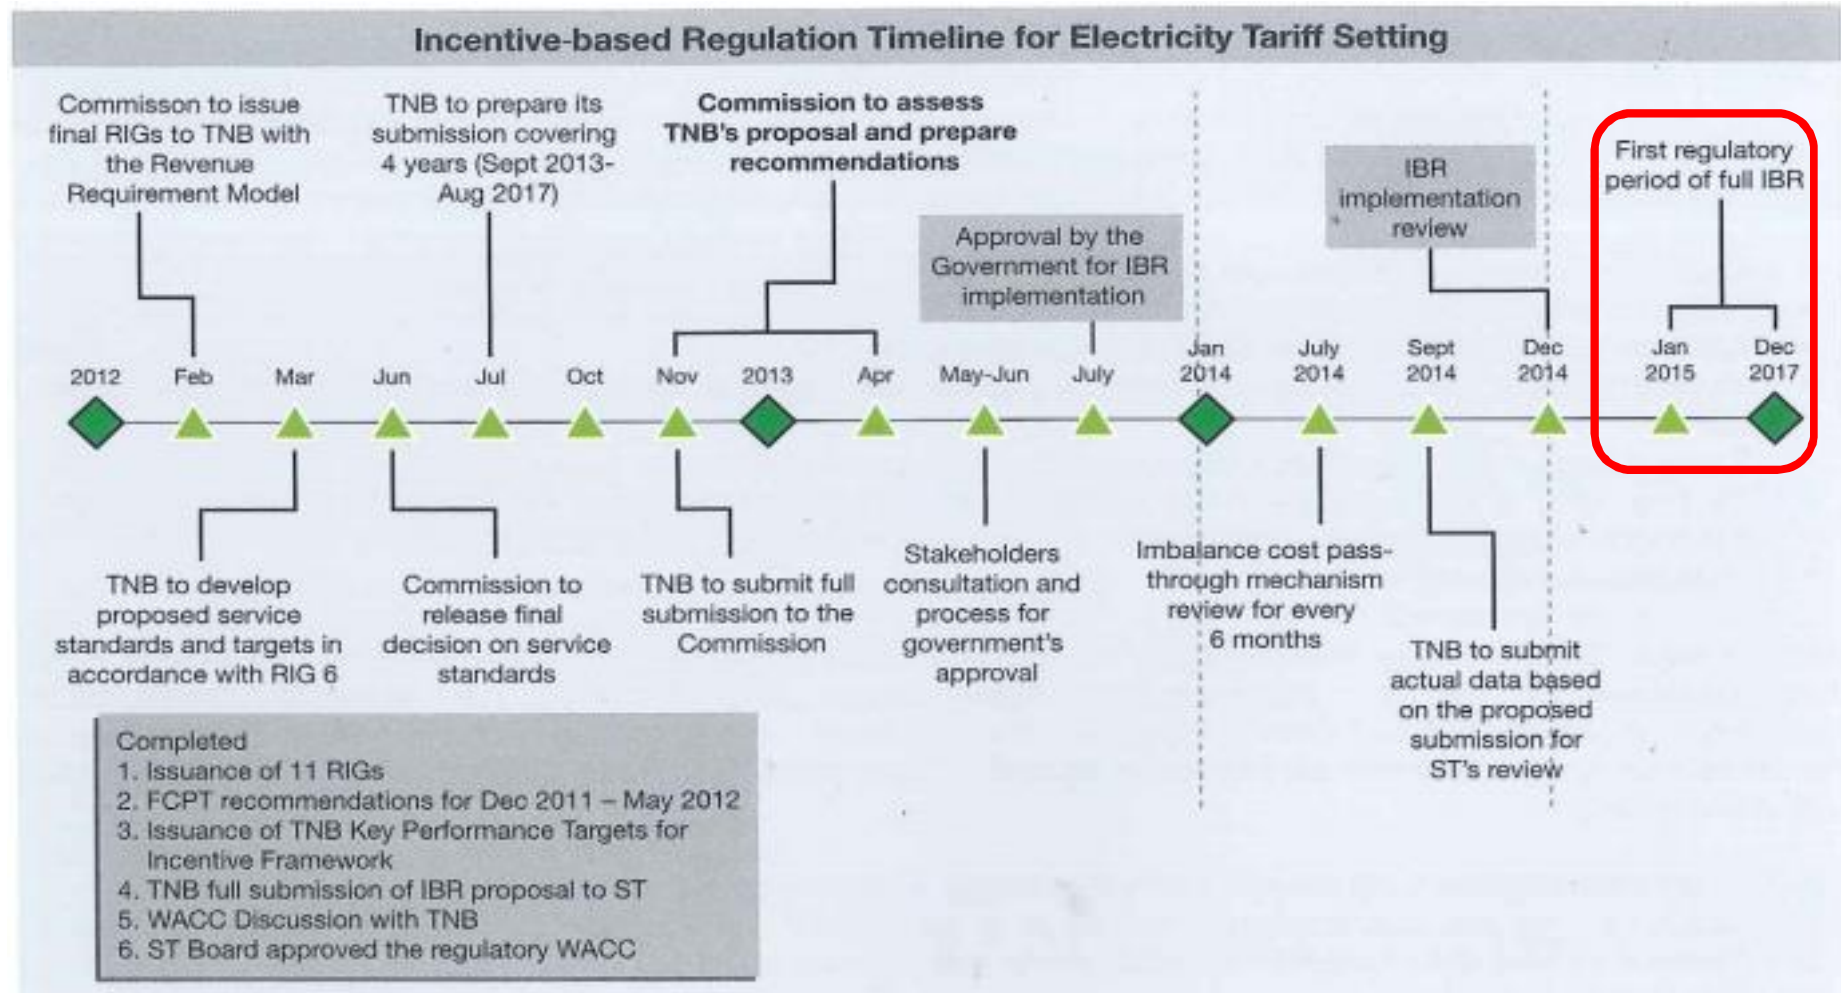 Incentive-based Regulation Timeline for Electricity Tariff Setting
Commisson to issue
final RIGs to TNB with
the Revenue
Requirement Model
TNB to prepare its
submission covering
4 years (Sept 2013-
Aug 2017)
Commission to assess
TNB's proposal and prepare
recommendations
Approval by the
Government for IBR
implementation
IBR
implementation
review
First regulatory
period of full IBR
2012
Feb
Mar
Jun
Jul
Oct
Nov
2013
Apr
May-Jun
July
Jan
2014
July
2014
Sept
2014
Dec
2014
Jan
2015
Dec
2017
TNB to develop
proposed service
standards and targets in
accordance with RIG 6
Commission to
release final
decision on service
standards
TNB to submit full
submission to the
Commission
Stakeholders
consultation and
process for
government's
approval
Imbalance cost pass-
through mechanism
review for every
6 months
TNB to submit
actual data based
on the proposed
submission for
ST's review
Completed
1. Issuance of 11 RIGs
2. FCPT recommendations for Dec 2011 – May 2012
3. Issuance of TNB Key Performance Targets for
Incentive Framework
4. TNB full submission of IBR proposal to ST
5. WACC Discussion with TNB
6. ST Board approved the regulatory WACC